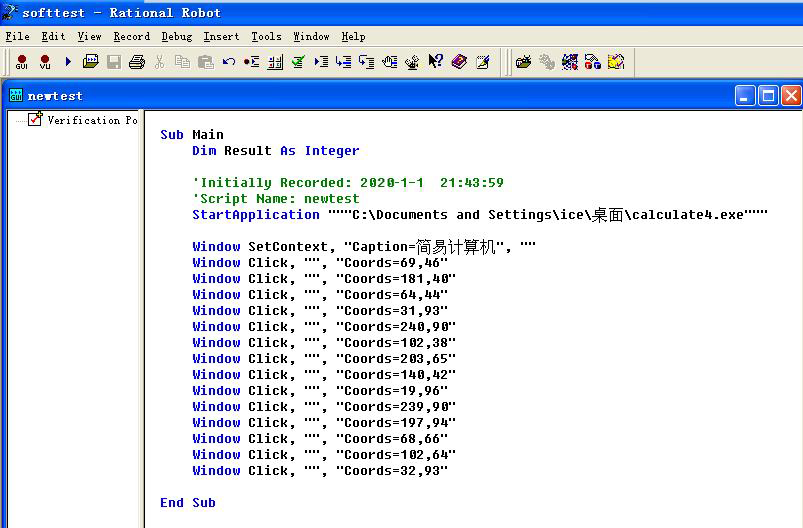 softtest - Rational Robot
File Edit View Record Debug Insert Tools Window Help
GUI VU
newtest
Verification Po
Sub Main
Dim Result As Integer
'Initially Recorded: 2020-1-1  21:43:59
'Script Name: newtest
StartApplication """C:\Documents and Settings\ice\桌面\calculate4.exe"""
Window SetContext, "Caption=简易计算机", ""
Window Click, "", "Coords=69,46"
Window Click, "", "Coords=181,40"
Window Click, "", "Coords=64,44"
Window Click, "", "Coords=31,93"
Window Click, "", "Coords=240,90"
Window Click, "", "Coords=102,38"
Window Click, "", "Coords=203,65"
Window Click, "", "Coords=140,42"
Window Click, "", "Coords=19,96"
Window Click, "", "Coords=239,90"
Window Click, "", "Coords=197,94"
Window Click, "", "Coords=68,66"
Window Click, "", "Coords=102,64"
Window Click, "", "Coords=32,93"
End Sub